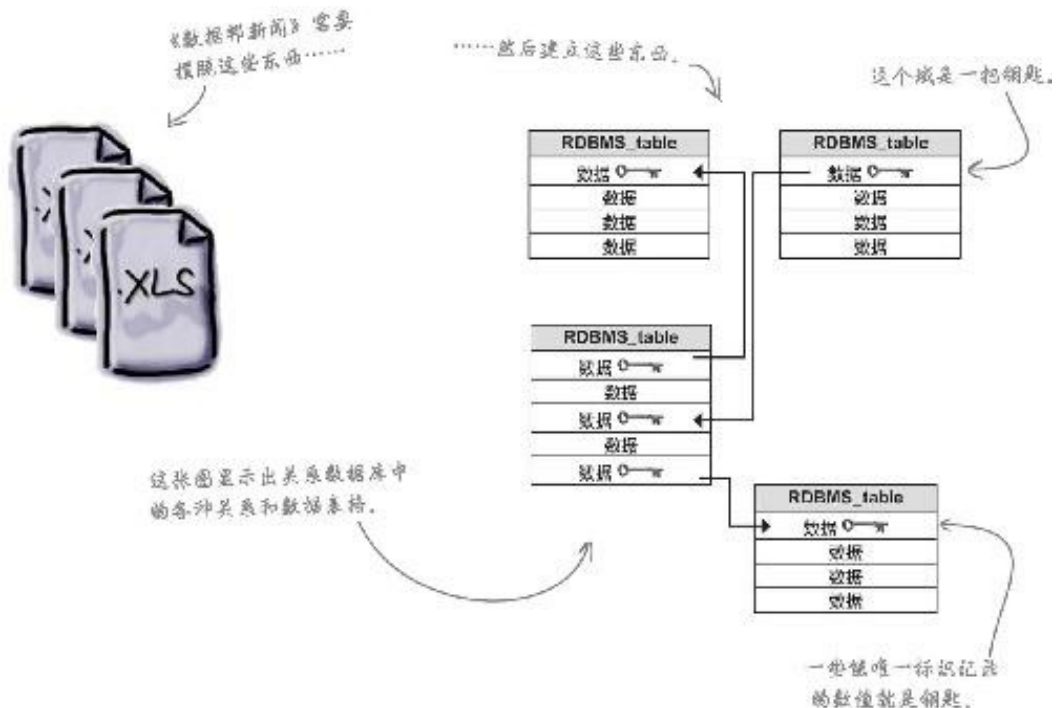 《数据邦新闻》需要
摆脱这些东西……
……然后建立这些东西。
这个域是一把钥匙。
.XLS
RDBMS_table
数据
数据
数据
数据
RDBMS_table
数据
数据
数据
数据
RDBMS_table
数据
数据
数据
数据
数据
这张图显示出关系数据库中
的各种关系和数据表格。
RDBMS_table
数据
数据
数据
数据
一些能唯一标识记录
的数值就是钥匙。